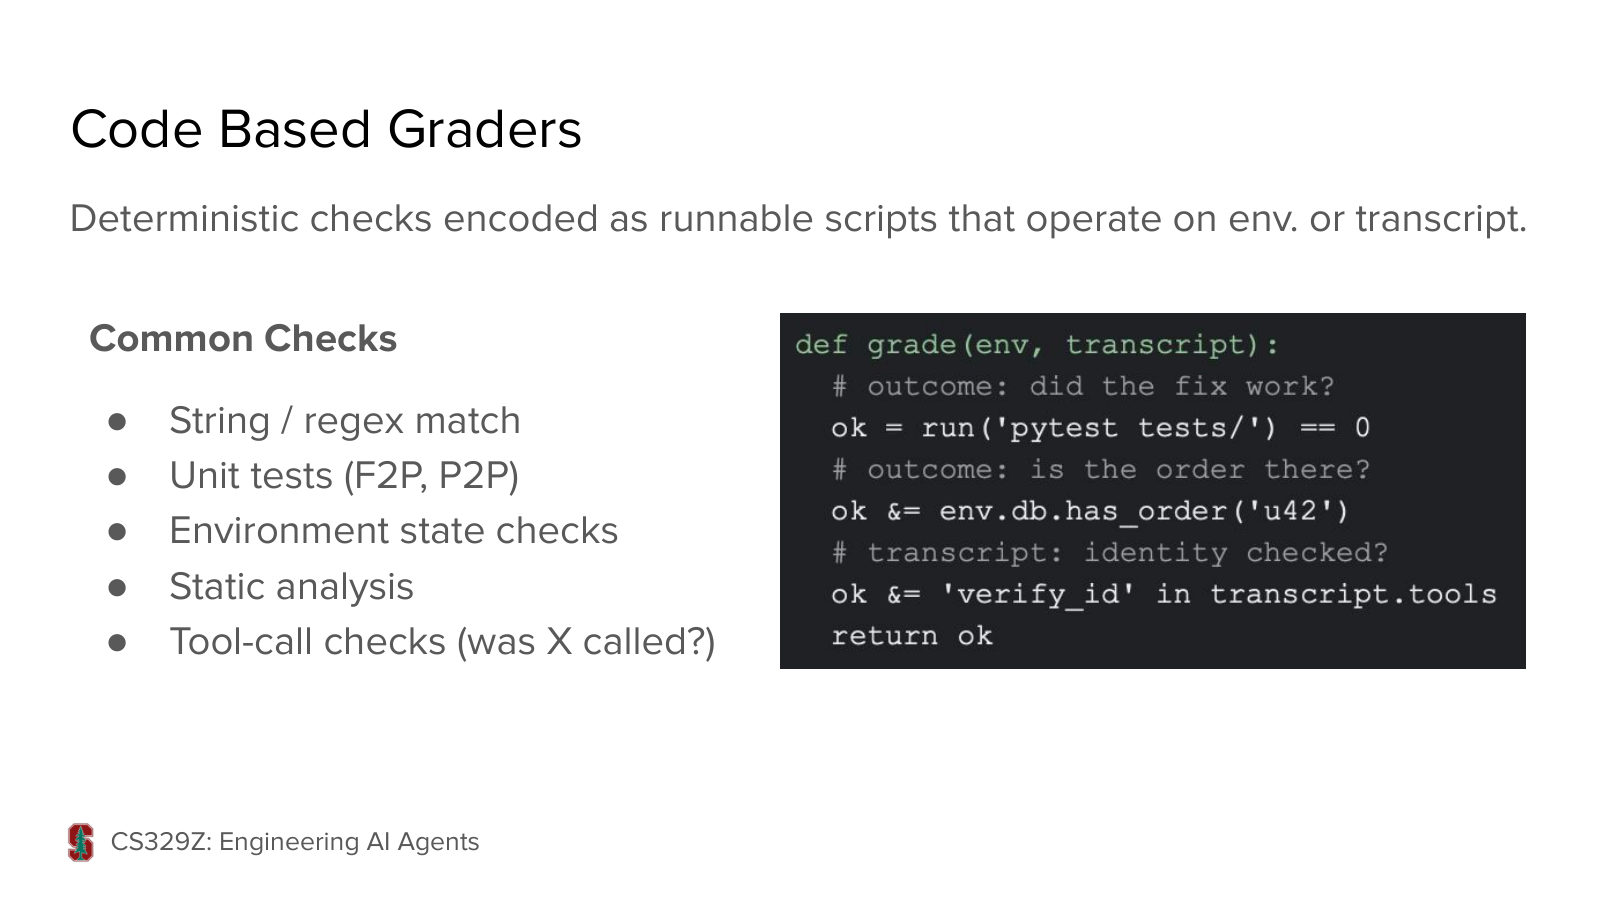 Code Based Graders
Deterministic checks encoded as runnable scripts that operate on env. or transcript.
Common Checks
● String / regex match
● Unit tests (F2P, P2P)
● Environment state checks
● Static analysis
● Tool-call checks (was X called?)
def grade(env, transcript):
  # outcome: did the fix work?
  ok = run('pytest tests/') == 0
  # outcome: is the order there?
  ok &= env.db.has_order('u42')
  # transcript: identity checked?
  ok &= 'verify_id' in transcript.tools
  return ok
S
CS329Z: Engineering AI Agents